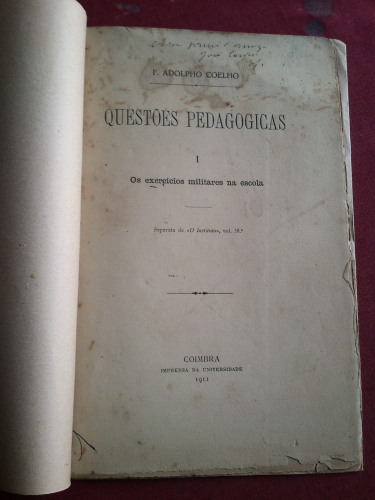 F. ADOLPHO COELHO
QUESTÕES PEDAGOGICAS
I
Os exercicios militares na escola
Separata de «O Instituto», vol. 58.º
COIMBRA
IMPRENSA DA UNIVERSIDADE
1911